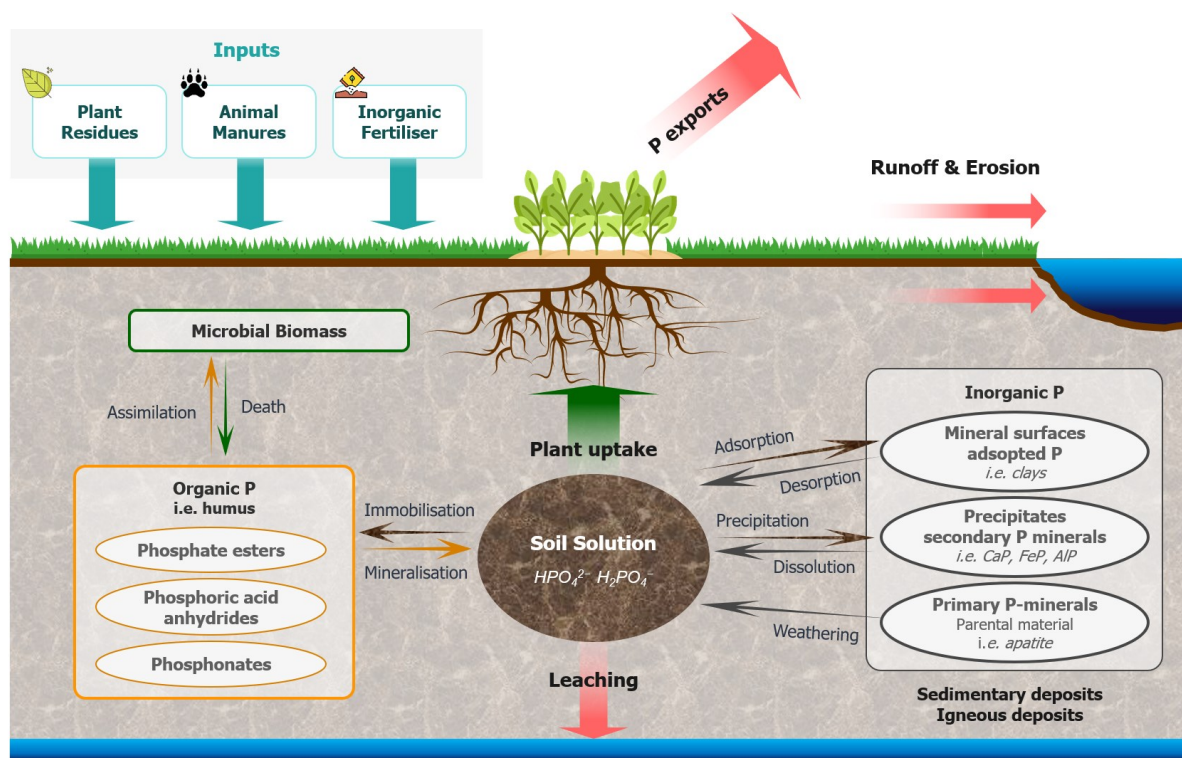 Inputs
Plant
Residues
Animal
Manures
Inorganic
Fertiliser
P exports
Runoff & Erosion
Microbial Biomass
Assimilation
Death
Organic P
i.e. humus
Phosphate esters
Phosphoric acid
anhydrides
Phosphonates
Immobilisation
Mineralisation
Plant uptake
Soil Solution
HPO₄²⁻ H₂PO₄⁻
Leaching
Adsorption
Desorption
Precipitation
Dissolution
Weathering
Inorganic P
Mineral surfaces
adsopted P
i.e. clays
Precipitates
secondary P minerals
i.e. CaP, FeP, AlP
Primary P-minerals
Parental material
i.e. apatite
Sedimentary deposits
Igneous deposits